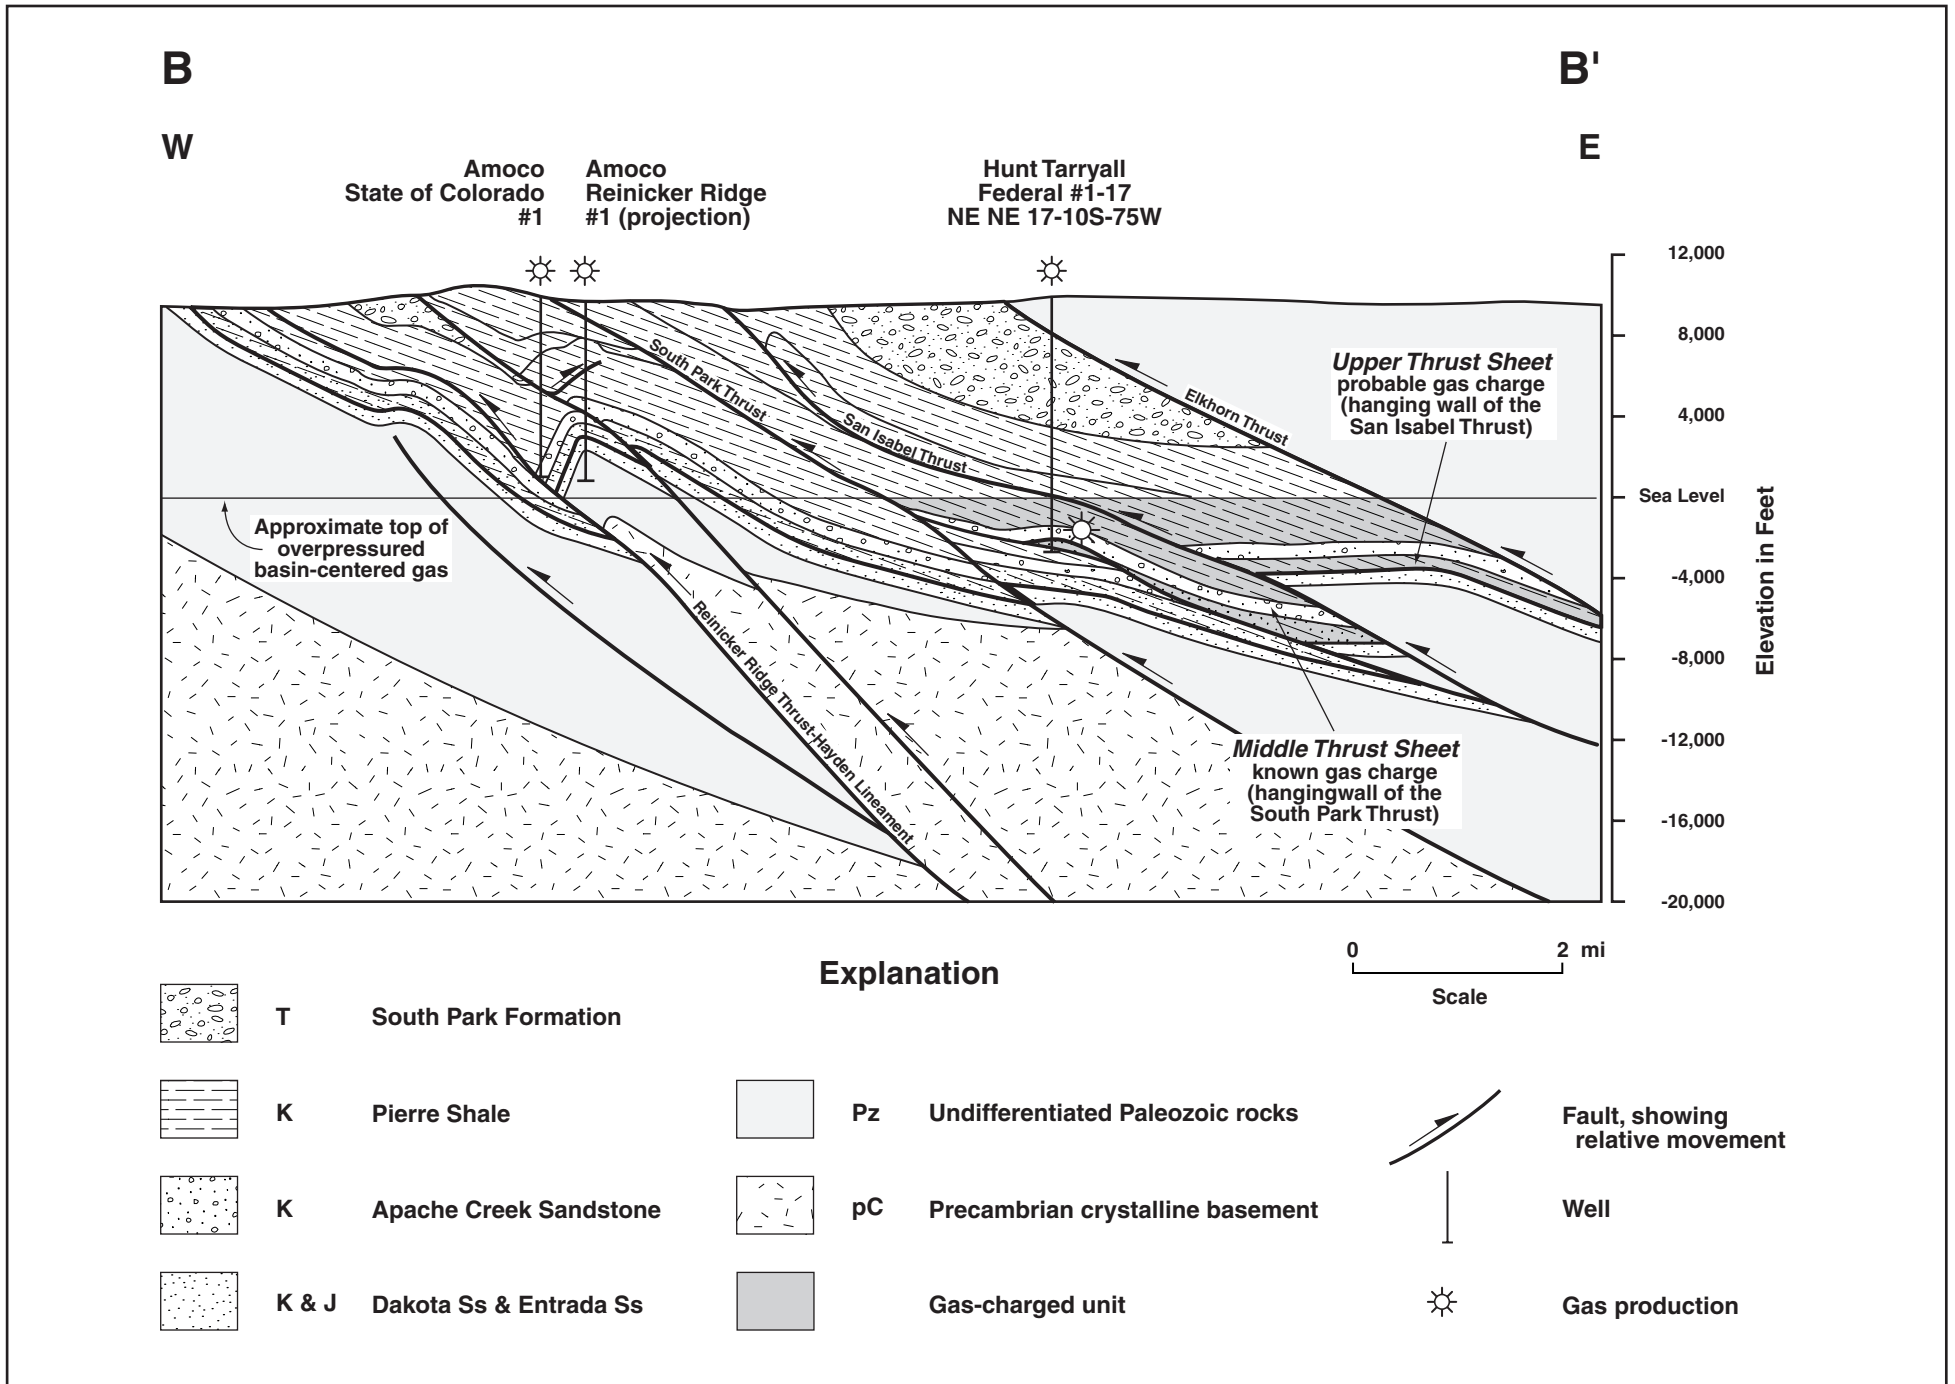 B
B'
W
E
Amoco
State of Colorado
#1
Amoco
Reinicker Ridge
#1 (projection)
Hunt Tarryall
Federal #1-17
NE NE 17-10S-75W
12,000
8,000
4,000
Sea Level
-4,000
-8,000
-12,000
-16,000
-20,000
Elevation in Feet
South Park Thrust
San Isabel Thrust
Elkhorn Thrust
Upper Thrust Sheet
probable gas charge
(hanging wall of the
San Isabel Thrust)
Approximate top of
overpressured
basin-centered gas
Reinicker Ridge Thrust-Hayden Lineament
Middle Thrust Sheet
known gas charge
(hangingwall of the
South Park Thrust)
0 2 mi
Scale
Explanation
T South Park Formation
K Pierre Shale
K Apache Creek Sandstone
K & J Dakota Ss & Entrada Ss
Pz Undifferentiated Paleozoic rocks
pC Precambrian crystalline basement
Gas-charged unit
Fault, showing
relative movement
Well
Gas production